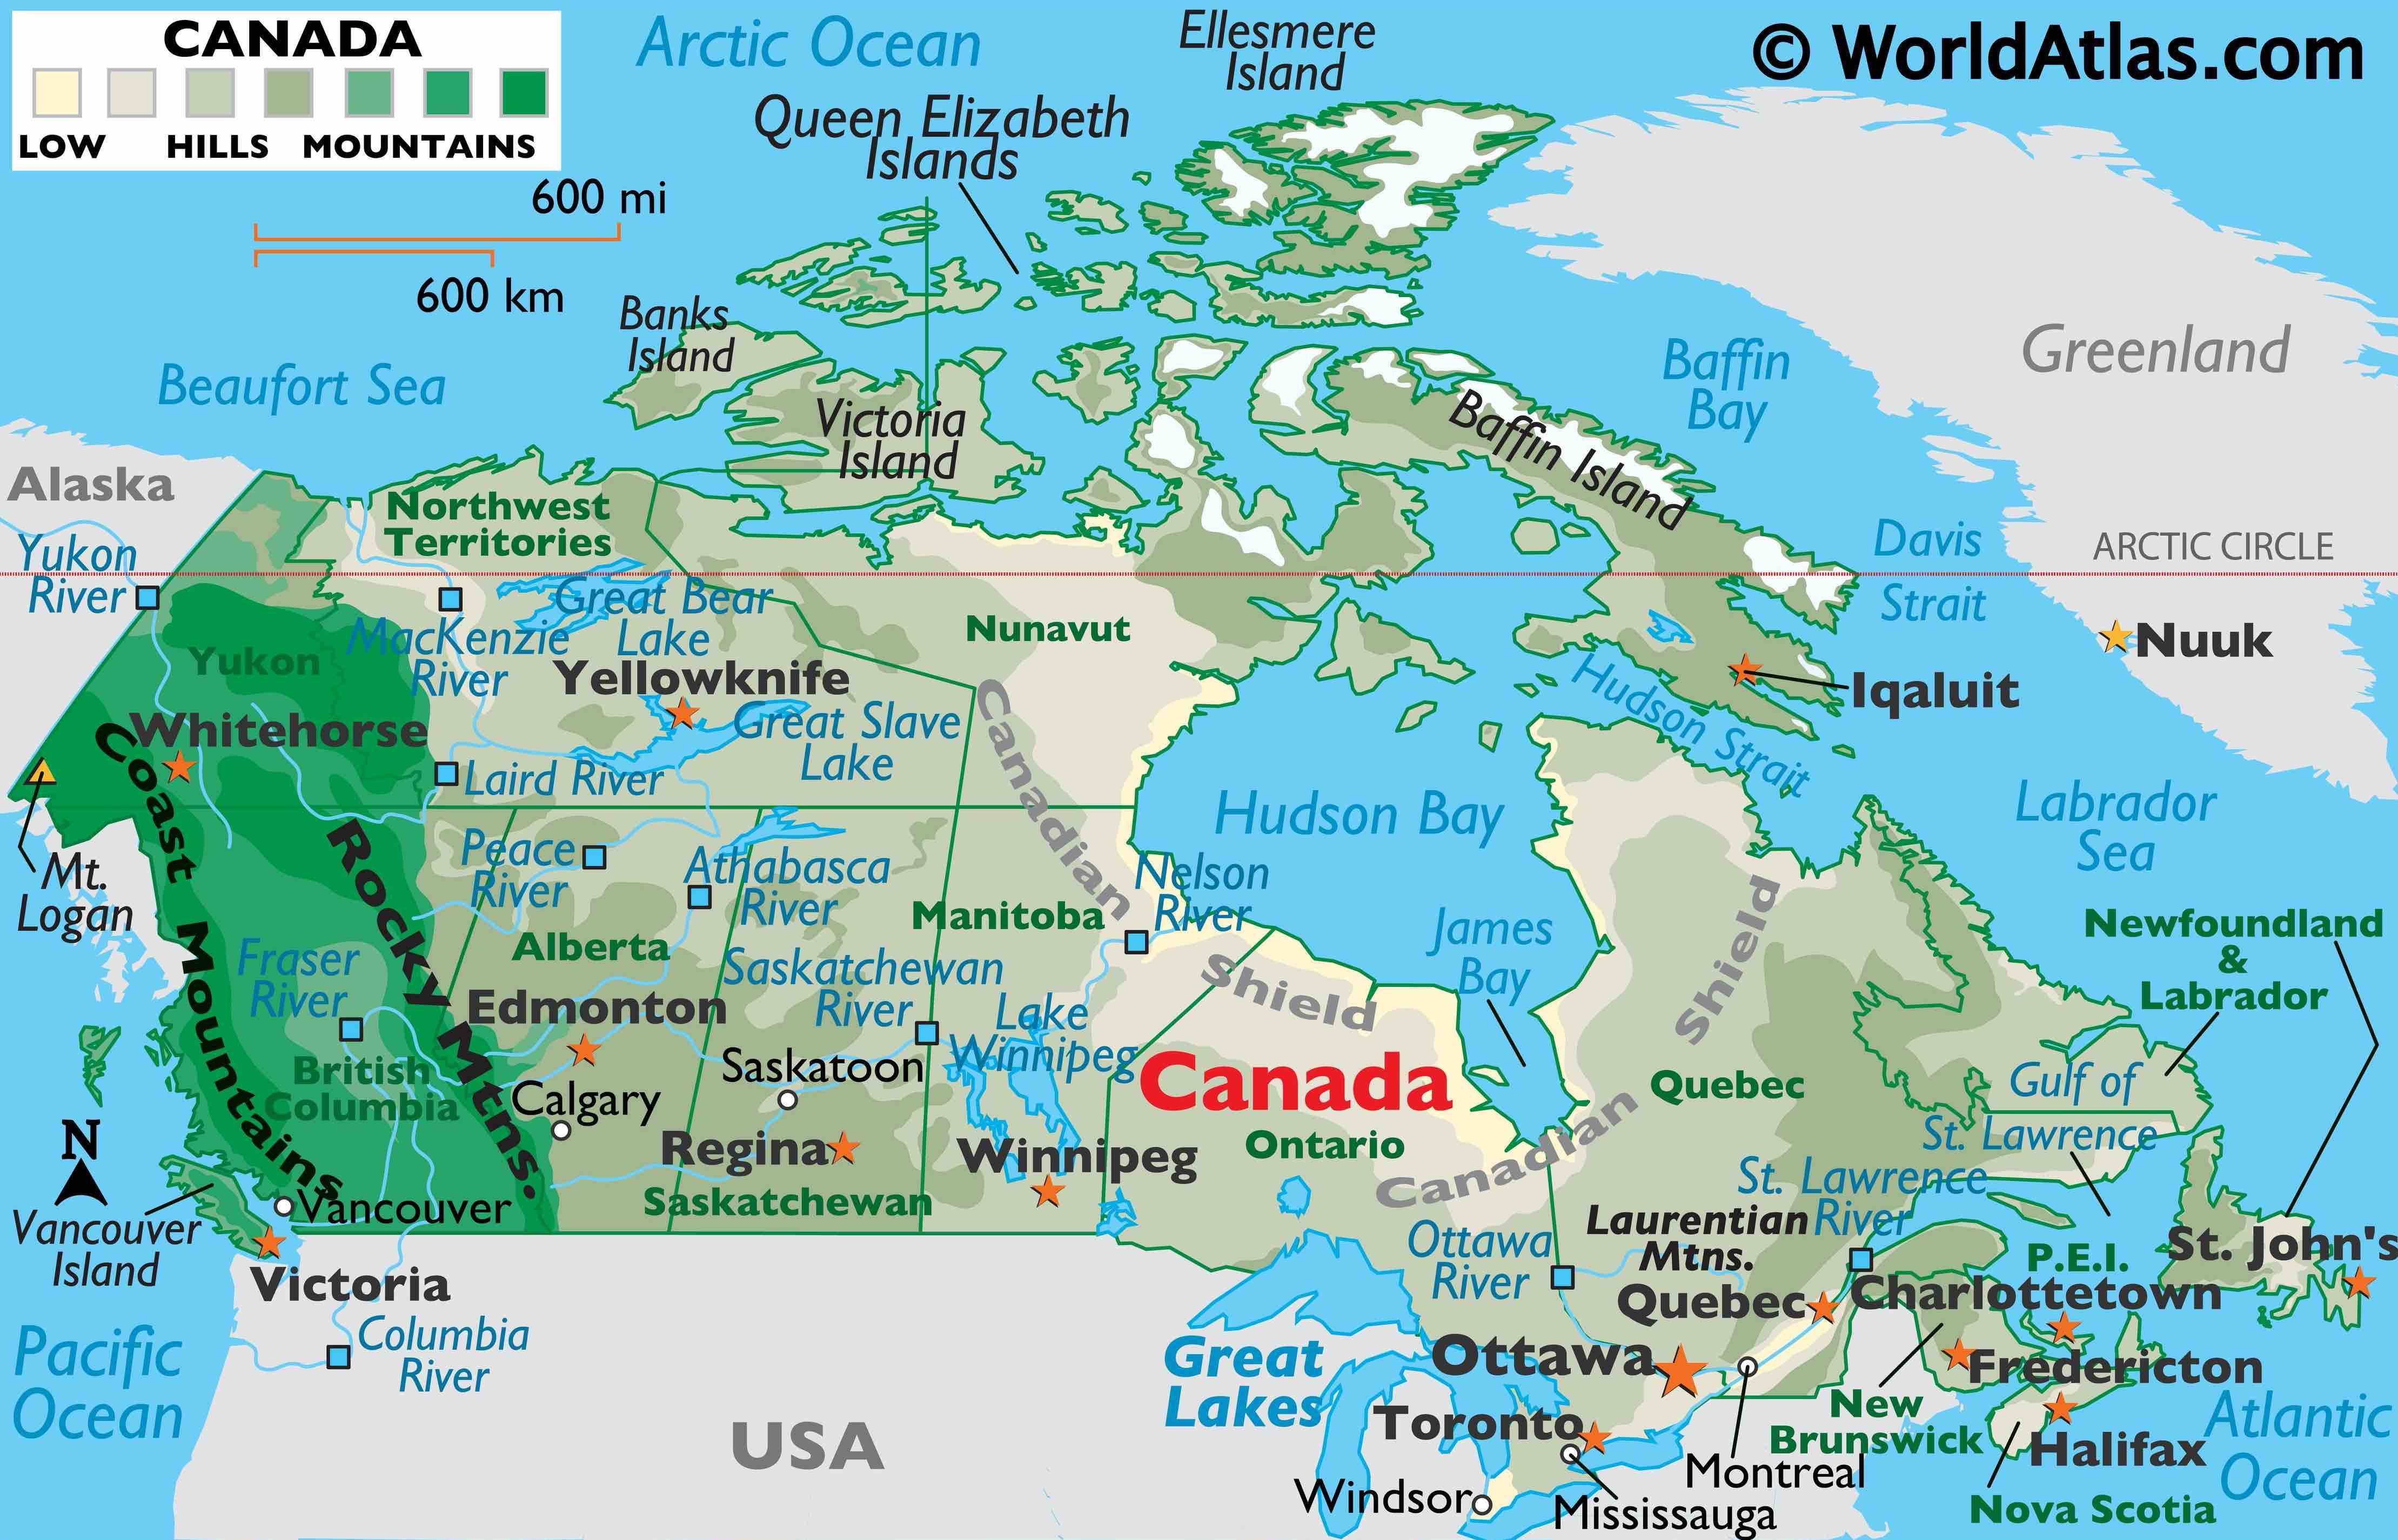 CANADA
LOW HILLS MOUNTAINS
600 mi
600 km
© WorldAtlas.com
Arctic Ocean
Ellesmere
Island
Queen Elizabeth
Islands
Banks
Island
Beaufort Sea
Victoria
Island
Baffin
Bay
Baffin Island
Greenland
Alaska
Northwest
Territories
Yukon
River
Davis
Strait
ARCTIC CIRCLE
Great Bear
Lake
MacKenzie
River
Nunavut
Nuuk
Yukon
Yellowknife
Iqaluit
Hudson Strait
Whitehorse
Great Slave
Lake
Laird River
Coast Mountains
Rocky Mtns.
Canadian
Shield
Hudson Bay
Labrador
Sea
Mt.
Logan
Peace
River
Athabasca
River
Nelson
River
Manitoba
Alberta
James
Bay
Canadian
Shield
Newfoundland
&
Labrador
Fraser
River
Saskatchewan
River
Edmonton
Lake
Winnipeg
Saskatoon
Canada
Quebec
Gulf of
St. Lawrence
British
Columbia
Calgary
N
Regina
Winnipeg
Ontario
St. Lawrence
River
Saskatchewan
Vancouver
Vancouver
Island
Laurentian
Mtns.
Ottawa
River
P.E.I.
St. John's
Victoria
Quebec
Charlottetown
Columbia
River
Pacific
Ocean
Great
Lakes
Ottawa
Fredericton
New
Brunswick
Toronto
Atlantic
Ocean
USA
Halifax
Montreal
Windsor
Mississauga
Nova Scotia